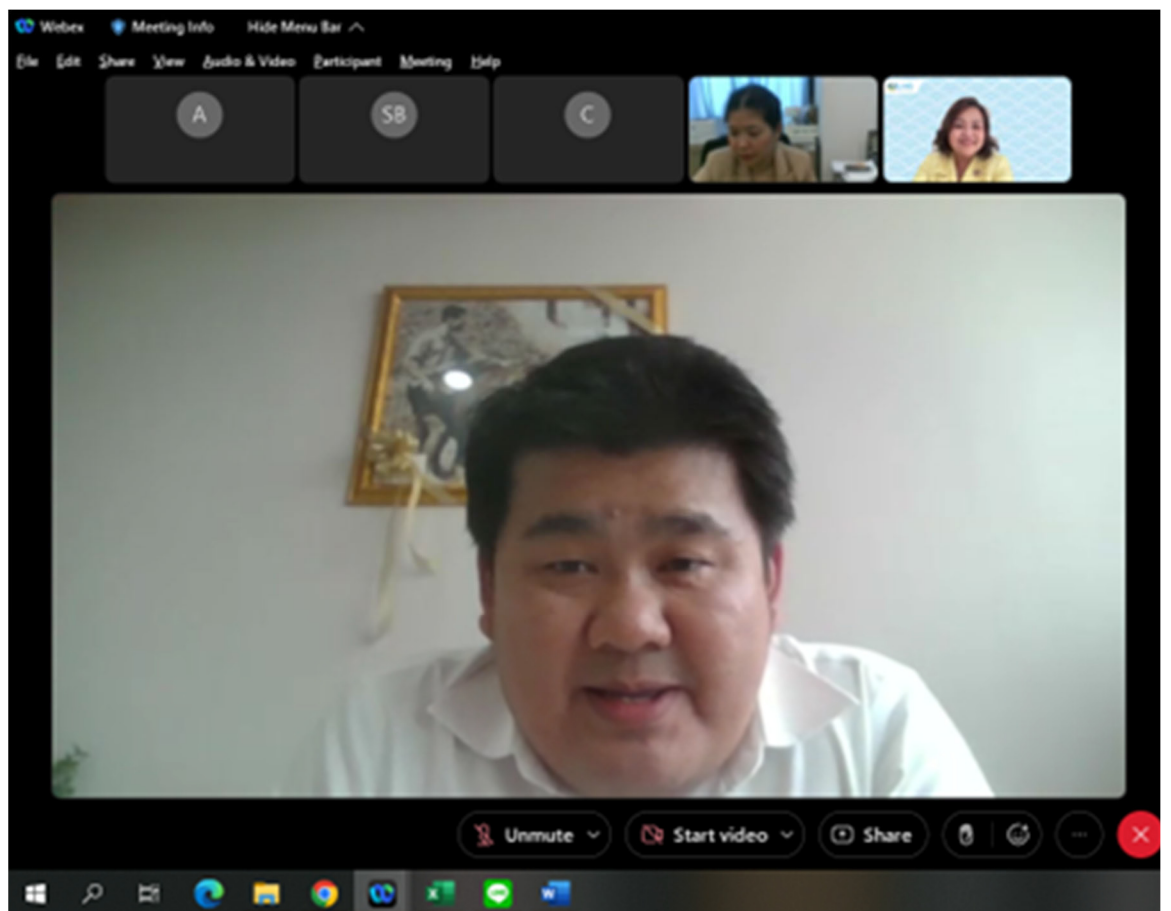 Webex Meeting Info Hide Menu Bar
File Edit Share View Audio & Video Participant Meeting Help
A SB C
Unmute Start video Share